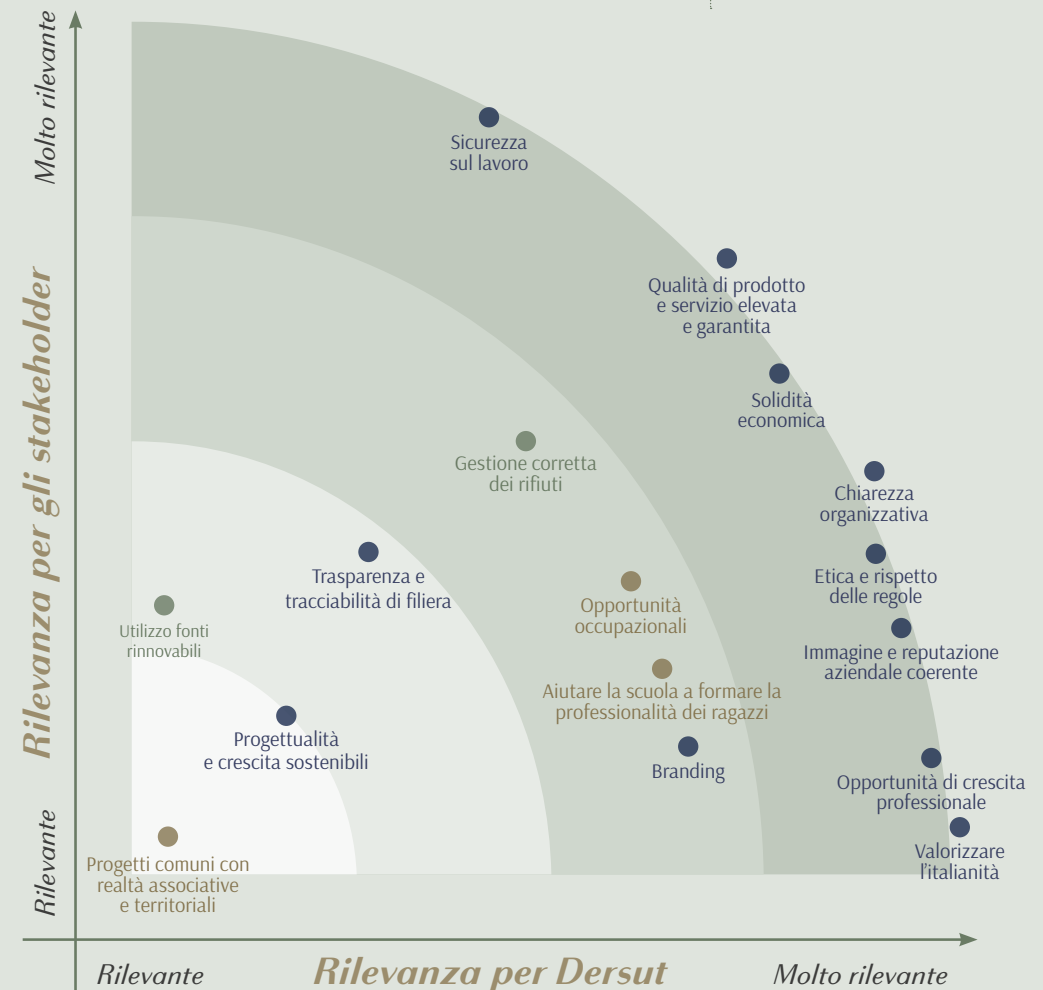 Molto rilevante
Rilevanza per gli stakeholder
Rilevante
Sicurezza
sul lavoro
Qualità di prodotto
e servizio elevata
e garantita
Solidità
economica
Gestione corretta
dei rifiuti
Chiarezza
organizzativa
Trasparenza e
tracciabilità di filiera
Etica e rispetto
delle regole
Opportunità
occupazionali
Utilizzo fonti
rinnovabili
Immagine e reputazione
aziendale coerente
Aiutare la scuola a formare la
professionalità dei ragazzi
Progettualità
e crescita sostenibili
Branding
Opportunità di crescita
professionale
Valorizzare
l'italianità
Progetti comuni con
realtà associative
e territoriali
Rilevante
Rilevanza per Dersut
Molto rilevante